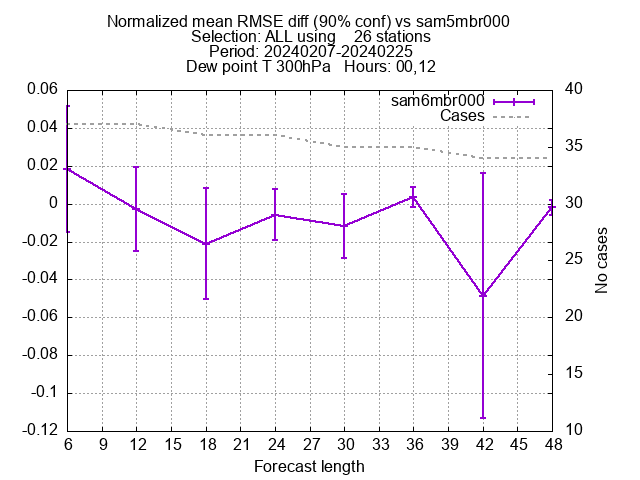 Normalized mean RMSE diff (90% conf) vs sam5mbr000
Selection: ALL using    26 stations
Period: 20240207-20240225
Dew point T 300hPa   Hours: 00,12
sam6mbr000
Cases
0.06
0.04
0.02
0
-0.02
-0.04
-0.06
-0.08
-0.1
-0.12
40
35
30
25
20
15
10
No cases
6 9 12 15 18 21 24 27 30 33 36 39 42 45 48
Forecast length